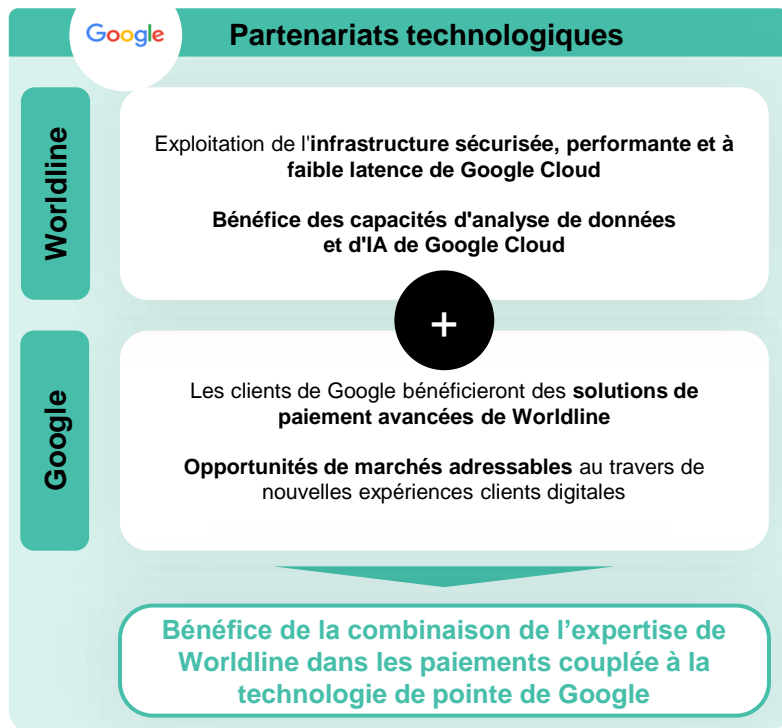 Google
Partenariats technologiques
Worldline
Exploitation de l'infrastructure sécurisée, performante et à
faible latence de Google Cloud
Bénéfice des capacités d'analyse de données
et d'IA de Google Cloud
+
Google
Les clients de Google bénéficieront des solutions de
paiement avancées de Worldline
Opportunités de marchés adressables au travers de
nouvelles expériences clients digitales
Bénéfice de la combinaison de l’expertise de
Worldline dans les paiements couplée à la
technologie de pointe de Google